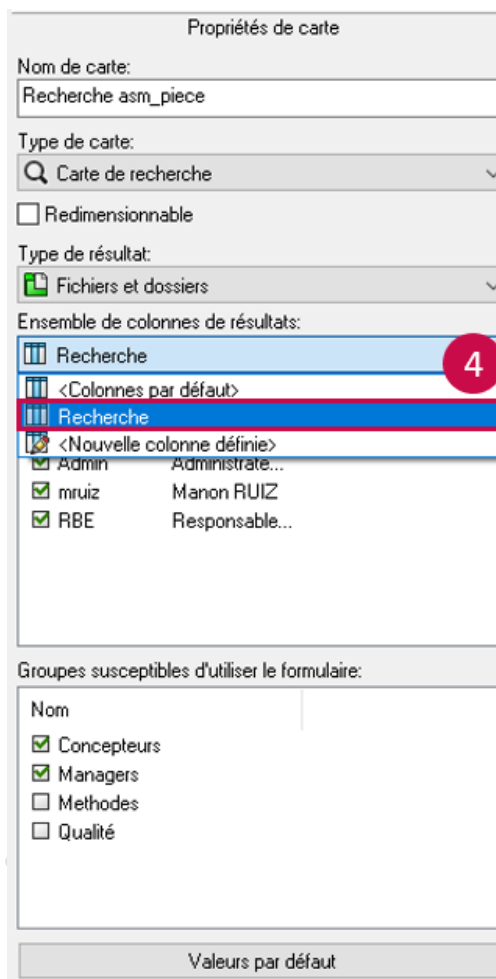 Propriétés de carte
Nom de carte:
Recherche asm_piece
Type de carte:
Carte de recherche
Redimensionnable
Type de résultat:
Fichiers et dossiers
Ensemble de colonnes de résultats:
Recherche
4
<Colonnes par défaut>
Recherche
<Nouvelle colonne définie>
Admin Administrate...
mruiz Manon RUIZ
RBE Responsable...
Groupes susceptibles d'utiliser le formulaire:
Nom
Concepteurs
Managers
Methodes
Qualité
Valeurs par défaut